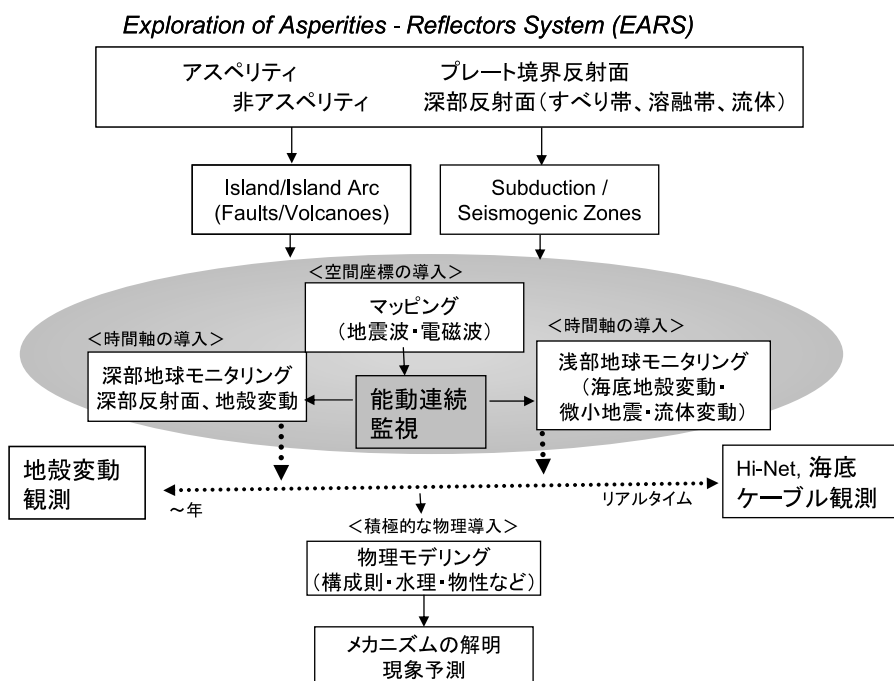 Exploration of Asperities - Reflectors System (EARS)
アスペリティ
プレート境界反射面
非アスペリティ
深部反射面(すべり帯、溶融帯、流体)
Island/Island Arc
(Faults/Volcanoes)
Subduction /
Seismogenic Zones
＜空間座標の導入＞
マッピング
(地震波・電磁波)
＜時間軸の導入＞
深部地球モニタリング
深部反射面、地殻変動
能動連続
監視
＜時間軸の導入＞
浅部地球モニタリング
(海底地殻変動・
微小地震・流体変動)
地殻変動
観測
～年
リアルタイム
Hi-Net, 海底
ケーブル観測
＜積極的な物理導入＞
物理モデリング
(構成則・水理・物性など)
メカニズムの解明
現象予測